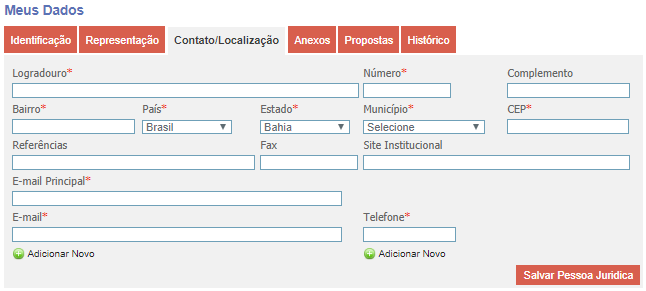 Meus Dados
Identificação Representação Contato/Localização Anexos Propostas Histórico
Logradouro* Número* Complemento
Bairro* País* Estado* Município* CEP*
Brasil Bahia Selecione
Referências Fax Site Institucional
E-mail Principal*
E-mail* Telefone*
Adicionar Novo Adicionar Novo
Salvar Pessoa Juridica